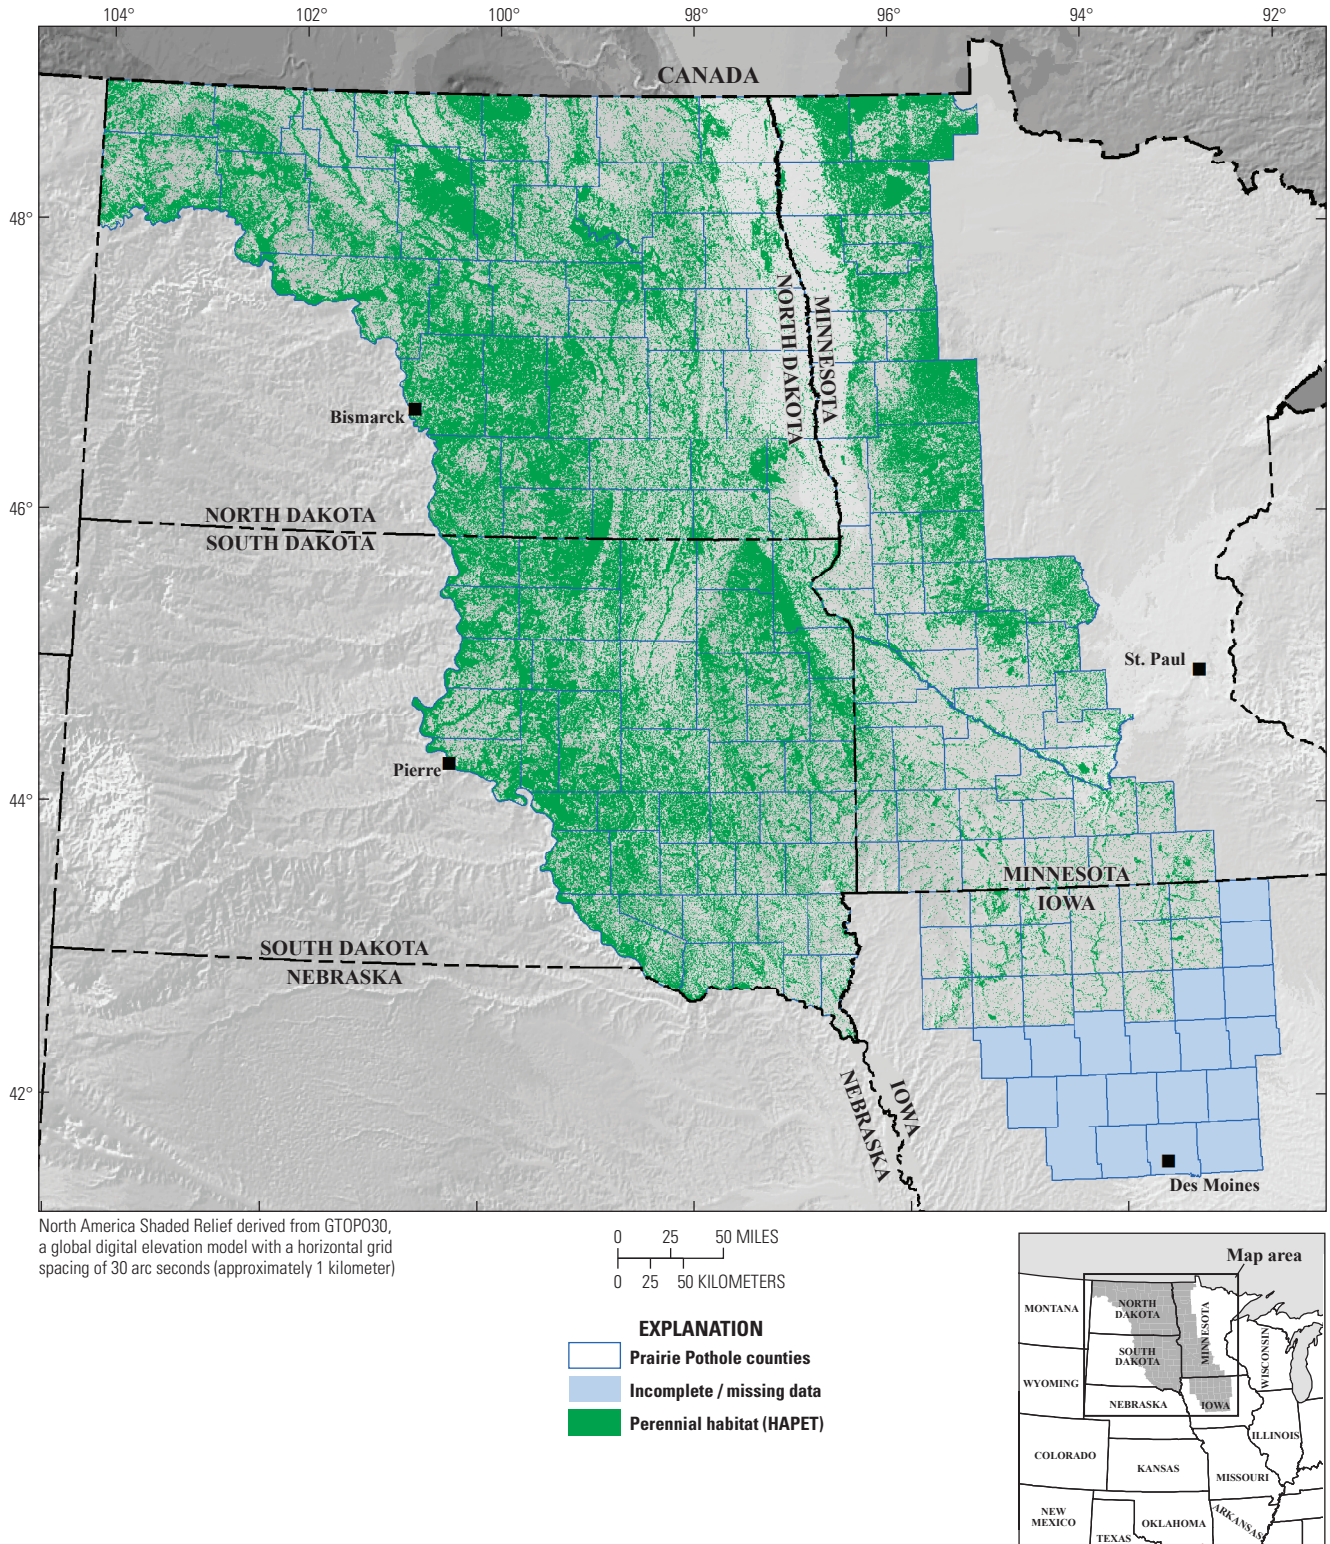 104° 102° 100° 98° 96° 94° 92°
CANADA
48°
NORTH DAKOTA
MINNESOTA
Bismarck
46°
NORTH DAKOTA
SOUTH DAKOTA
St. Paul
Pierre
44°
MINNESOTA
IOWA
SOUTH DAKOTA
NEBRASKA
42°
NEBRASKA
IOWA
Des Moines
North America Shaded Relief derived from GTOPO30,
a global digital elevation model with a horizontal grid
spacing of 30 arc seconds (approximately 1 kilometer)
0 25 50 MILES
0 25 50 KILOMETERS
EXPLANATION
Prairie Pothole counties
Incomplete / missing data
Perennial habitat (HAPET)
Map area
MONTANA
NORTH
DAKOTA
MINNESOTA
SOUTH
DAKOTA
WISCONSIN
WYOMING
NEBRASKA
IOWA
ILLINOIS
COLORADO
KANSAS
MISSOURI
NEW
MEXICO
OKLAHOMA
ARKANSAS
TEXAS